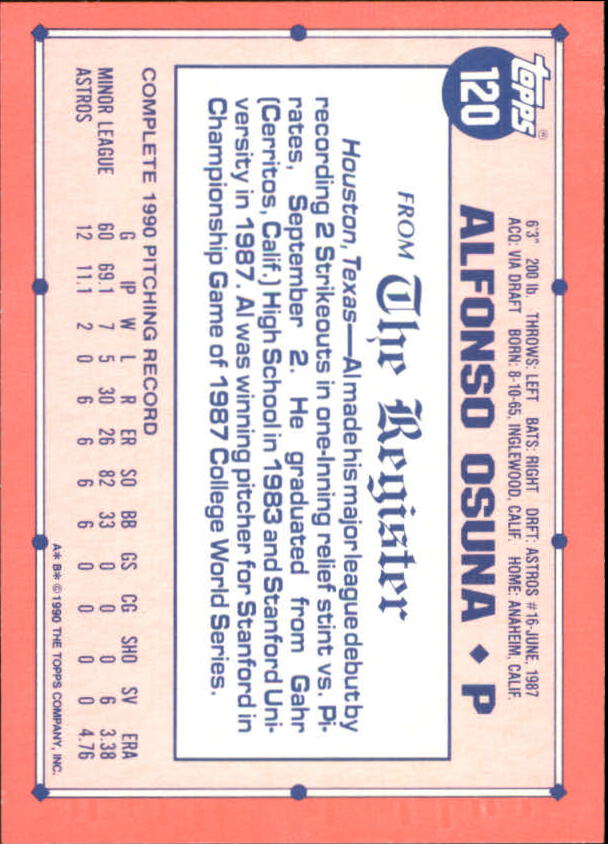 topps®
120
6'3" 200 lb. THROWS: LEFT BATS: RIGHT DRFT: ASTROS #16-JUNE, 1987
ACQ: VIA DRAFT BORN: 8-10-65, INGLEWOOD, CALIF. HOME: ANAHEIM, CALIF.
ALFONSO OSUNA ◆ P
FROM The Register
Houston, Texas—Al made his major league debut by
recording 2 Strikeouts in one-Inning relief stint vs. Pi-
rates, September 2. He graduated from Gahr
(Cerritos, Calif.) High School in 1983 and Stanford Uni-
versity in 1987. Al was winning pitcher for Stanford in
Championship Game of 1987 College World Series.
COMPLETE 1990 PITCHING RECORD
G IP W L R ER SO BB GS CG SHO SV ERA
MINOR LEAGUE 60 69.1 7 5 30 26 82 33 0 0 0 6 3.38
ASTROS 12 11.1 2 0 6 6 6 6 0 0 0 0 4.76
A* B* © 1990 THE TOPPS COMPANY, INC.